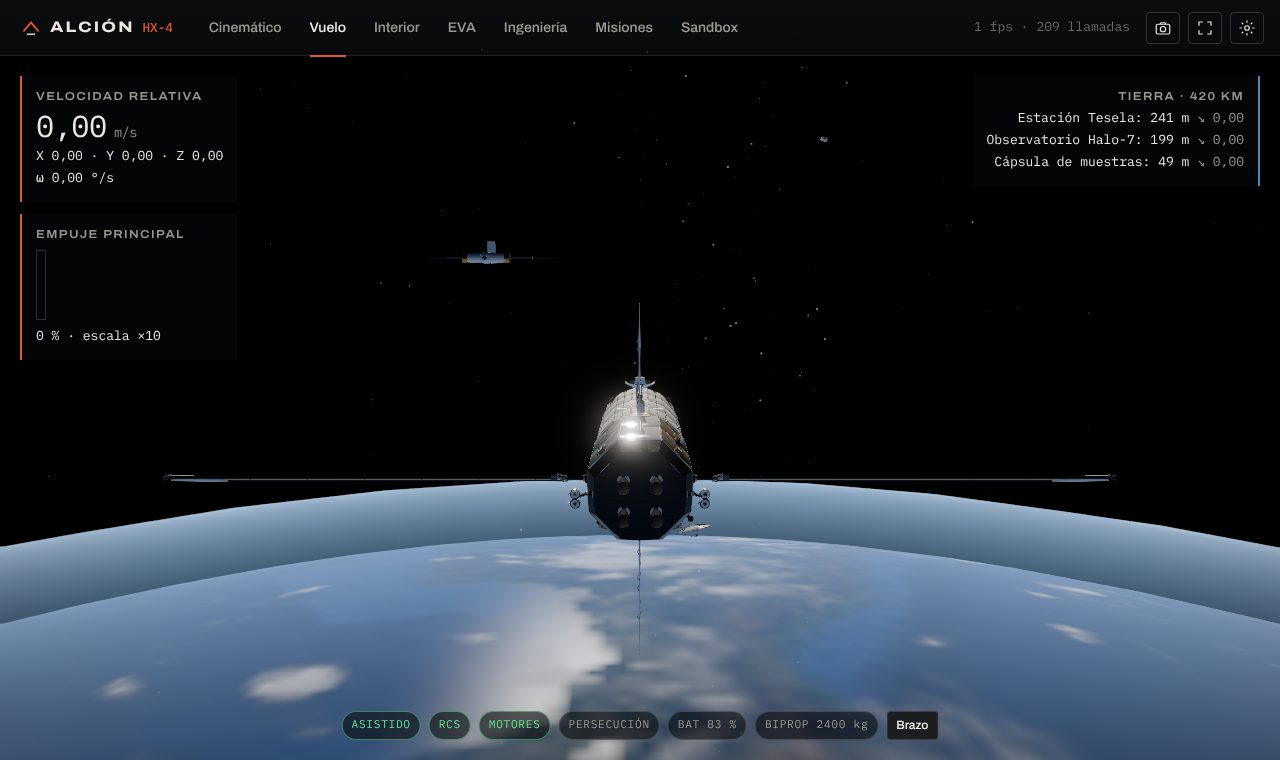 ALCIÓN HX-4 Cinemático Vuelo Interior EVA Ingeniería Misiones Sandbox 1 fps · 209 llamadas
VELOCIDAD RELATIVA
0,00 m/s
X 0,00 · Y 0,00 · Z 0,00
ω 0,00 °/s
EMPUJE PRINCIPAL
0 % · escala ×10
TIERRA · 420 KM
Estación Tesela: 241 m ↘ 0,00
Observatorio Halo-7: 199 m ↘ 0,00
Cápsula de muestras: 49 m ↘ 0,00
ASISTIDO RCS MOTORES PERSECUCIÓN BAT 83 % BIPROP 2400 kg Brazo